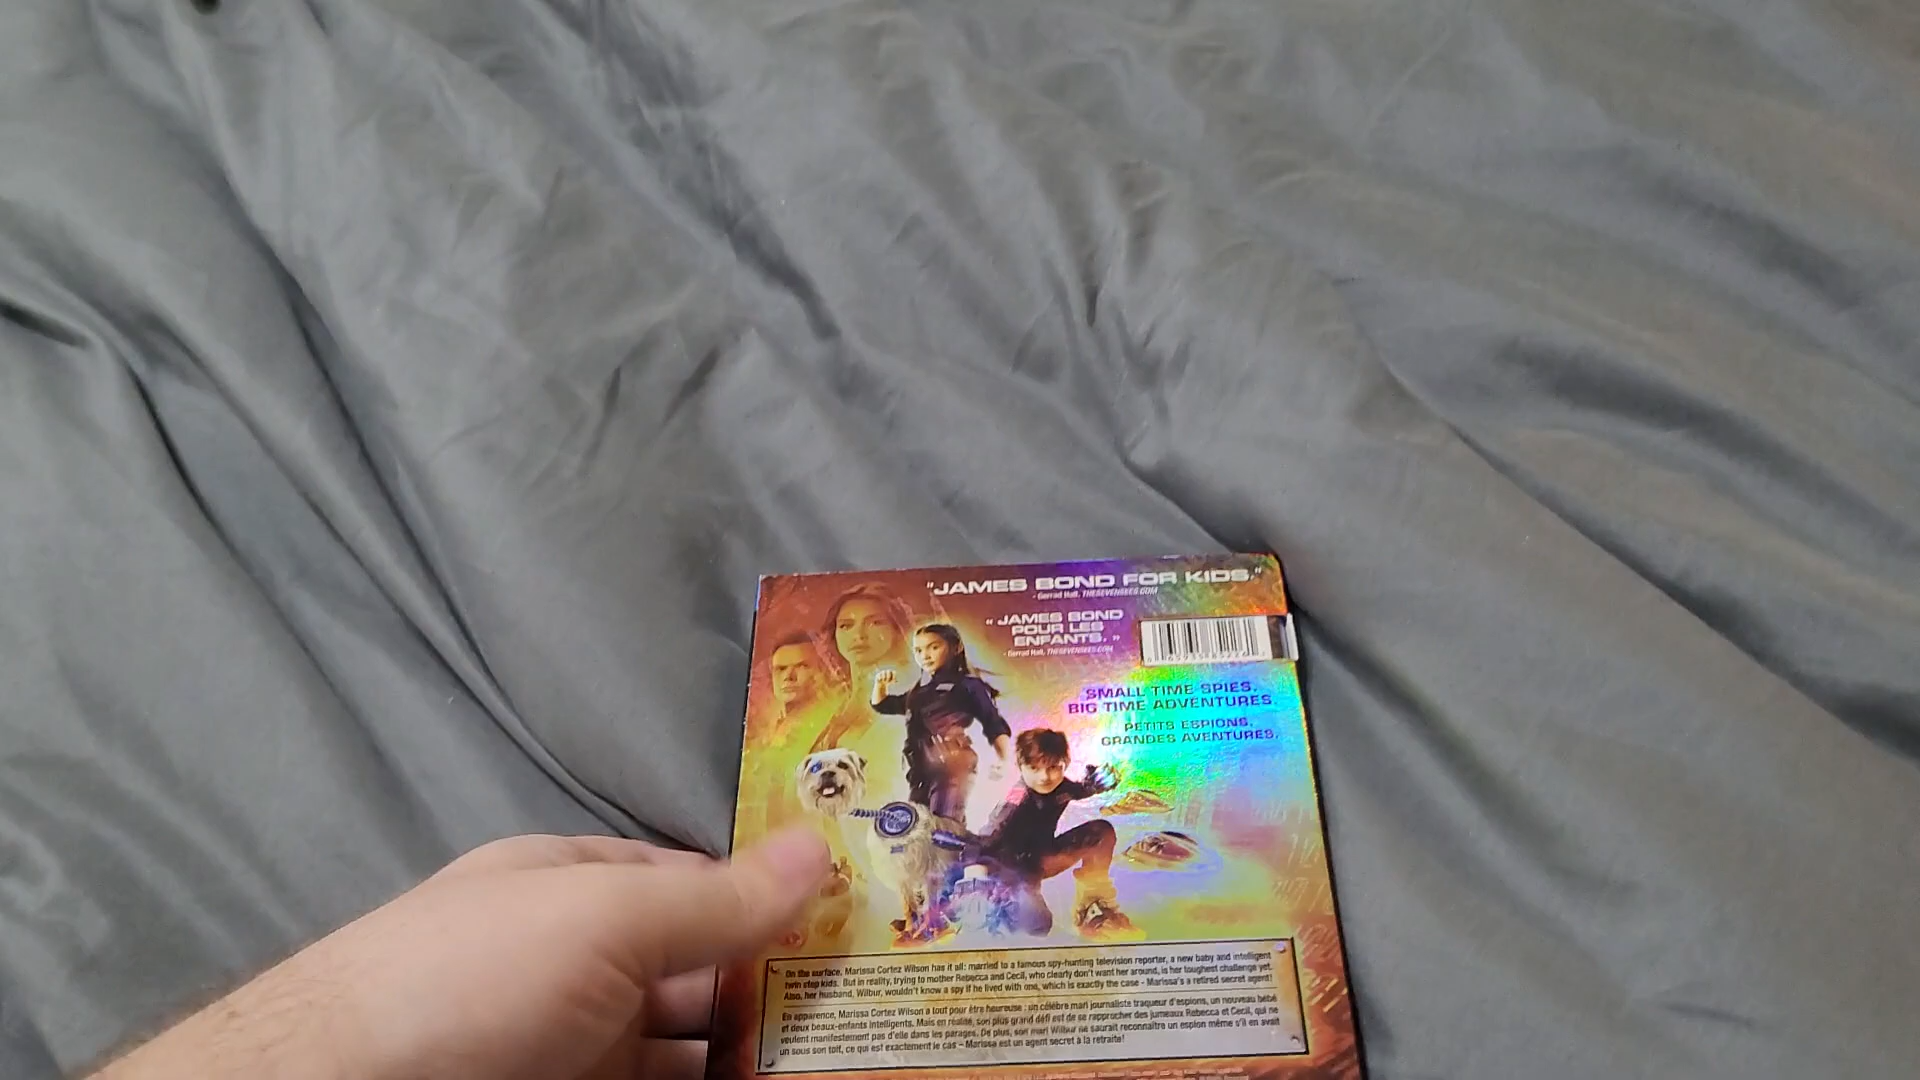 "JAMES BOND FOR KIDS."
- Gerrad Hall, THESEVENSEES.COM
« JAMES BOND
POUR LES
ENFANTS. »
- Gerrad Hall, THESEVENSEES.COM
SMALL TIME SPIES.
BIG TIME ADVENTURES.
PETITS ESPIONS.
GRANDES AVENTURES.
On the surface, Marissa Cortez Wilson has it all: married to a famous spy-hunting television reporter, a new baby and intelligent
twin step kids. But in reality, trying to mother Rebecca and Cecil, who clearly don't want her around, is her toughest challenge yet.
Also, her husband, Wilbur, wouldn't know a spy if he lived with one, which is exactly the case - Marissa's a retired secret agent!
En apparence, Marissa Cortez Wilson a tout pour être heureuse : un célèbre mari journaliste traqueur d'espions, un nouveau bébé
et deux beaux-enfants intelligents. Mais en réalité, son plus grand défi est de se rapprocher des jumeaux Rebecca et Cecil, qui ne
veulent manifestement pas d'elle dans les parages. De plus, son mari Wilbur ne saurait reconnaître un espion même s'il en avait
un sous son toit, ce qui est exactement le cas – Marissa est un agent secret à la retraite!